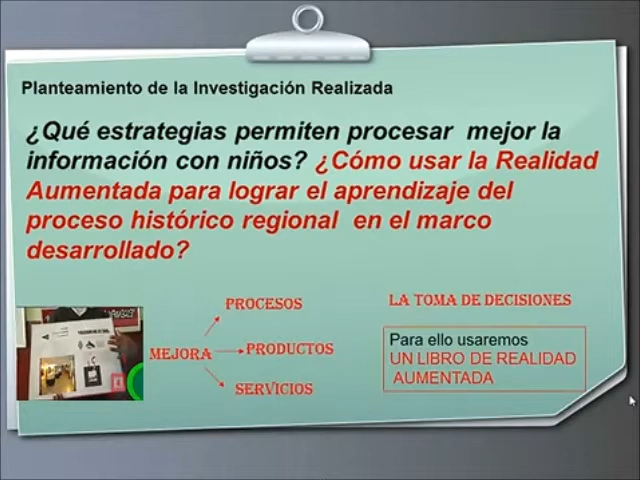 Planteamiento de la Investigación Realizada
¿Qué estrategias permiten procesar mejor la
información con niños? ¿Cómo usar la Realidad
Aumentada para lograr el aprendizaje del
proceso histórico regional en el marco
desarrollado?
PROCESOS
LA TOMA DE DECISIONES
MEJORA
PRODUCTOS
SERVICIOS
Para ello usaremos
UN LIBRO DE REALIDAD
AUMENTADA